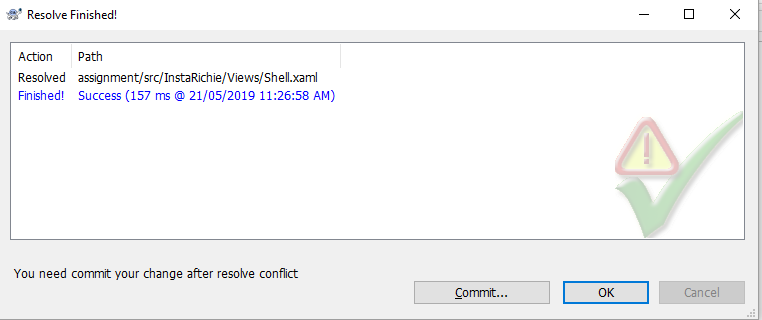 Resolve Finished!
Action Path
Resolved assignment/src/InstaRichie/Views/Shell.xaml
Finished! Success (157 ms @ 21/05/2019 11:26:58 AM)
You need commit your change after resolve conflict
Commit... OK Cancel